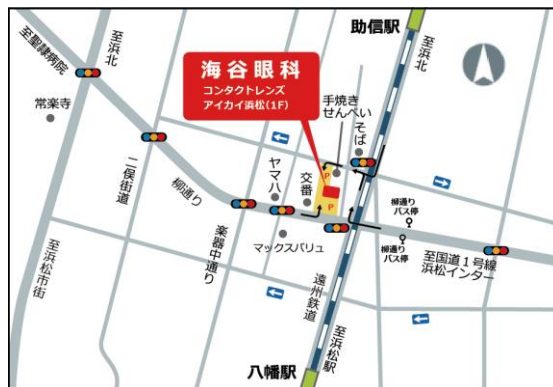 助信駅
至浜北
至浜北
至聖隷病院
常楽寺
海谷眼科
コンタクトレンズ
アイカイ浜松(1F)
手焼き
せんべい
そば
二俣街道
柳通り
ヤマハ
交番
P
P
柳通り
バス停
柳通り
バス停
マックスバリュ
楽器中通り
至浜松市街
遠州鉄道
至浜松駅
至国道1号線
浜松インター
八幡駅